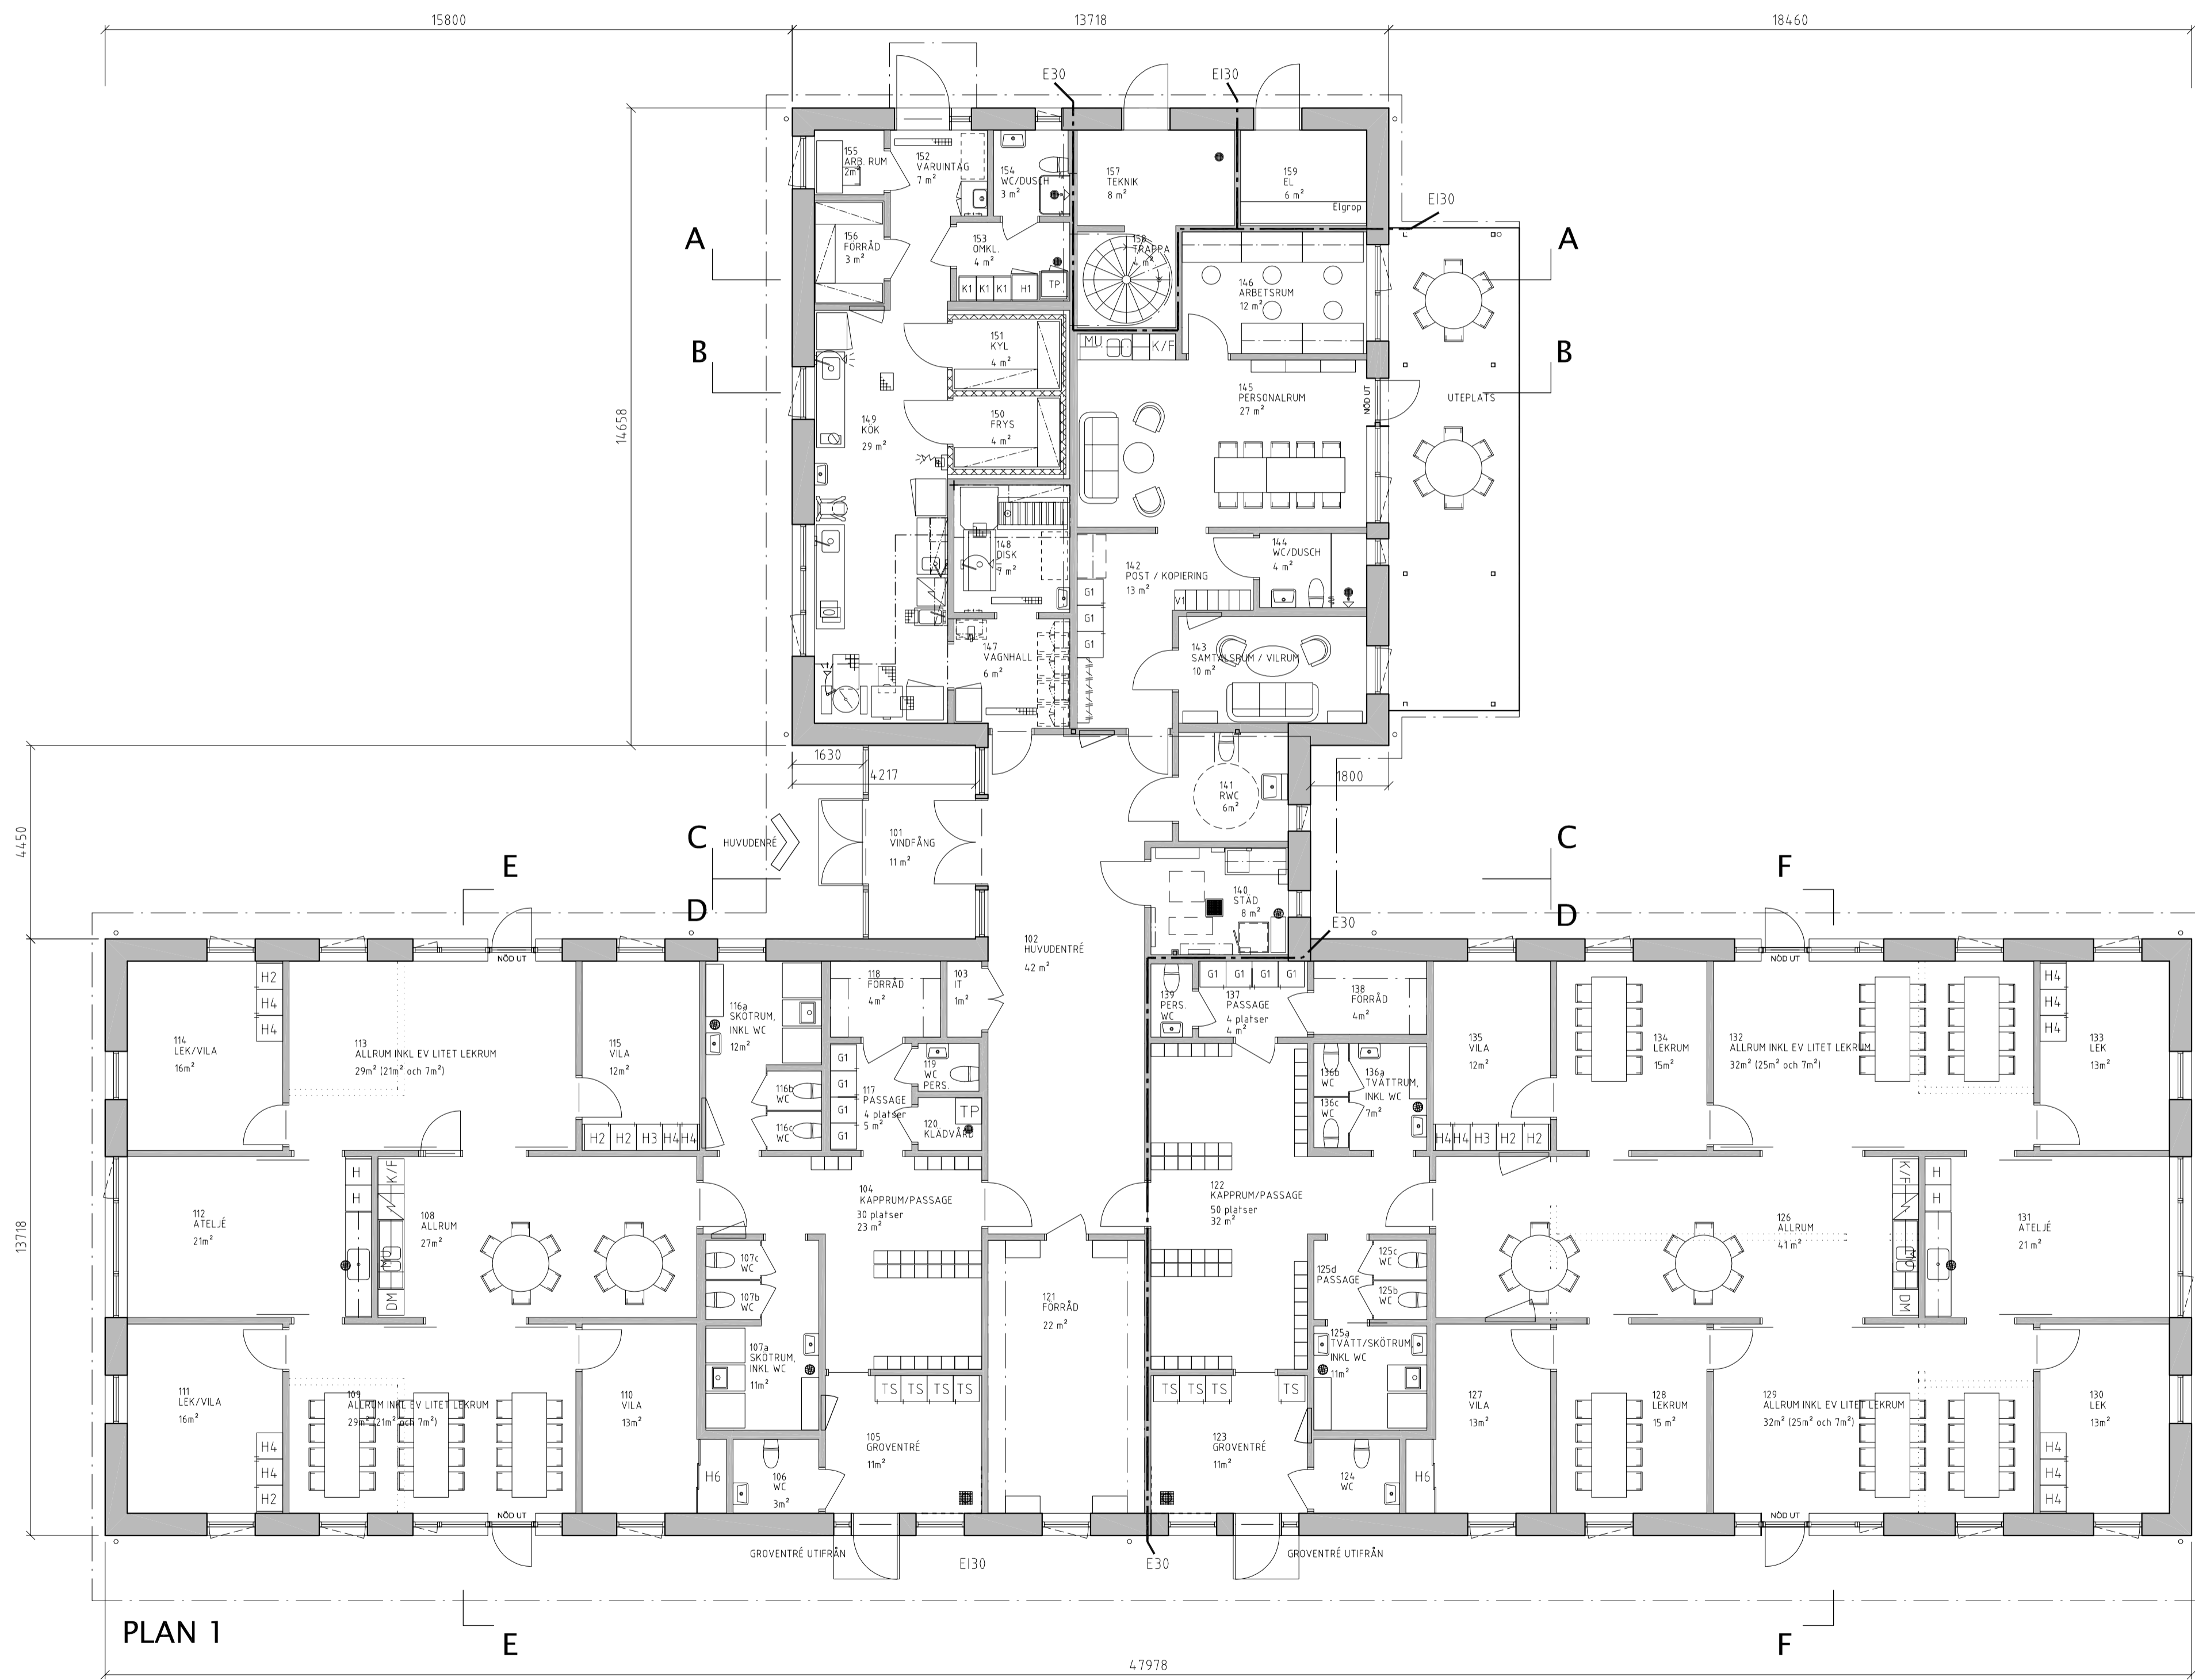 15800
13718
18460
E30
EI30
155
ARB. RUM
2m²
152
VARUINTAG
7 m²
154
WC/DUSCH
3 m²
157
TEKNIK
8 m²
159
EL
6 m²
Elgrop
EI30
A
156
FÖRRÅD
3 m²
153
OMKL.
4 m²
158
TRAPPA
4 m²
A
K1
K1
K1
H1
TP
146
ARBETSRUM
12 m²
B
151
KYL
4 m²
MU
K/F
B
14658
149
KÖK
29 m²
150
FRYS
4 m²
145
PERSONALRUM
27 m²
NÖD UT
UTEPLATS
148
DISK
7 m²
142
POST / KOPIERING
13 m²
144
WC/DUSCH
4 m²
G1
G1
G1
V1
147
VAGNHALL
6 m²
143
SAMTALSRUM / VILRUM
10 m²
1630
4217
1800
141
RWC
6m²
4450
C
HUVUDENRÉ
101
VINDFÅNG
11 m²
C
E
F
D
140
STÄD
8 m²
D
E30
102
HUVUDENTRÉ
42 m²
NÖD UT
NÖD UT
H2
H4
H4
114
LEK/VILA
16m²
113
ALLRUM INKL EV LITET LEKRUM
29m² (21m² och 7m²)
115
VILA
12m²
H2
H2
H3
H4
H4
116a
SKÖTRUM,
INKL WC
12m²
116b
WC
116c
WC
118
FÖRRÅD
4m²
103
IT
1m²
G1
G1
G1
G1
117
PASSAGE
4 platser
5 m²
119
WC
PERS.
120
KLÄDVÅRD
TP
139
PERS.
WC
G1
G1
G1
G1
137
PASSAGE
4 platser
4 m²
138
FÖRRÅD
4m²
136b
WC
136c
WC
136a
TVÄTTRUM,
INKL WC
7m²
135
VILA
12m²
H4
H4
H3
H2
H2
134
LEKRUM
15m²
132
ALLRUM INKL EV LITET LEKRUM
32m² (25m² och 7m²)
133
LEK
13m²
H4
H4
H4
13718
112
ATELJÉ
21m²
H
H
K/F
MU
DM
108
ALLRUM
27m²
104
KAPPRUM/PASSAGE
30 platser
23 m²
107c
WC
107b
WC
107a
SKÖTRUM,
INKL WC
11m²
121
FÖRRÅD
22 m²
122
KAPPRUM/PASSAGE
50 platser
32 m²
125c
WC
125b
WC
125d
PASSAGE
125a
TVÄTT/SKÖTRUM,
INKL WC
11m²
126
ALLRUM
41 m²
K/F
MU
DM
H
H
131
ATELJÉ
21 m²
111
LEK/VILA
16m²
H4
H4
H2
109
ALLRUM INKL EV LITET LEKRUM
29m² (21m² och 7m²)
110
VILA
13m²
H6
106
WC
3m²
105
GROVENTRÉ
11m²
TS
TS
TS
TS
TS
TS
TS
TS
123
GROVENTRÉ
11m²
124
WC
H6
127
VILA
13m²
128
LEKRUM
15 m²
129
ALLRUM INKL EV LITET LEKRUM
32m² (25m² och 7m²)
130
LEK
13m²
H4
H4
H4
NÖD UT
NÖD UT
GROVENTRÉ UTIFRÅN
EI30
E30
GROVENTRÉ UTIFRÅN
PLAN 1
E
F
47978